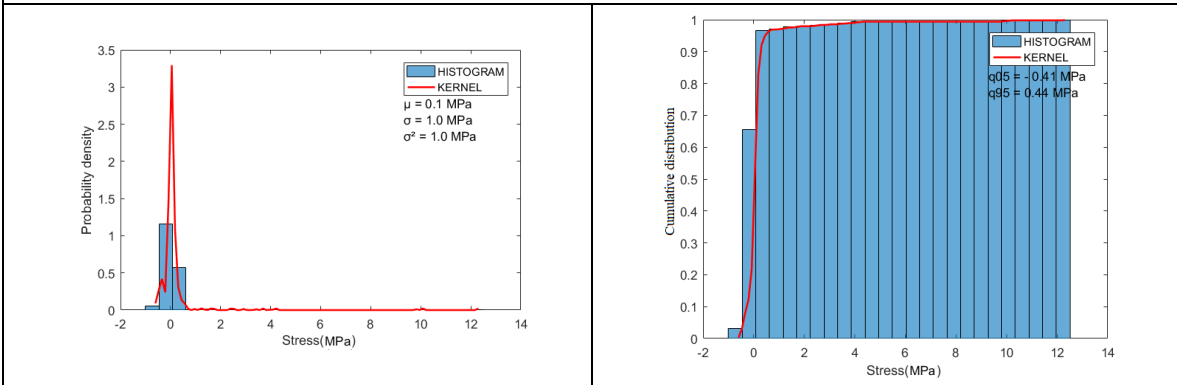 3.5
3
2.5
2
1.5
1
0.5
0
Probability density
HISTOGRAM
KERNEL
μ = 0.1 MPa
σ = 1.0 MPa
σ² = 1.0 MPa
-2 0 2 4 6 8 10 12 14
Stress(MPa)
1
0.9
0.8
0.7
0.6
0.5
0.4
0.3
0.2
0.1
0
Cumulative distribution
HISTOGRAM
KERNEL
q05 = - 0.41 MPa
q95 = 0.44 MPa
-2 0 2 4 6 8 10 12 14
Stress(MPa)